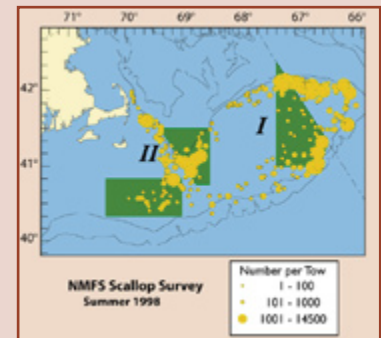 71° 70° 69° 68° 67° 66°
42°
I
II
41°
40°
NMFS Scallop Survey
Summer 1998
Number per Tow
1 - 100
101 - 1000
1001 - 14500